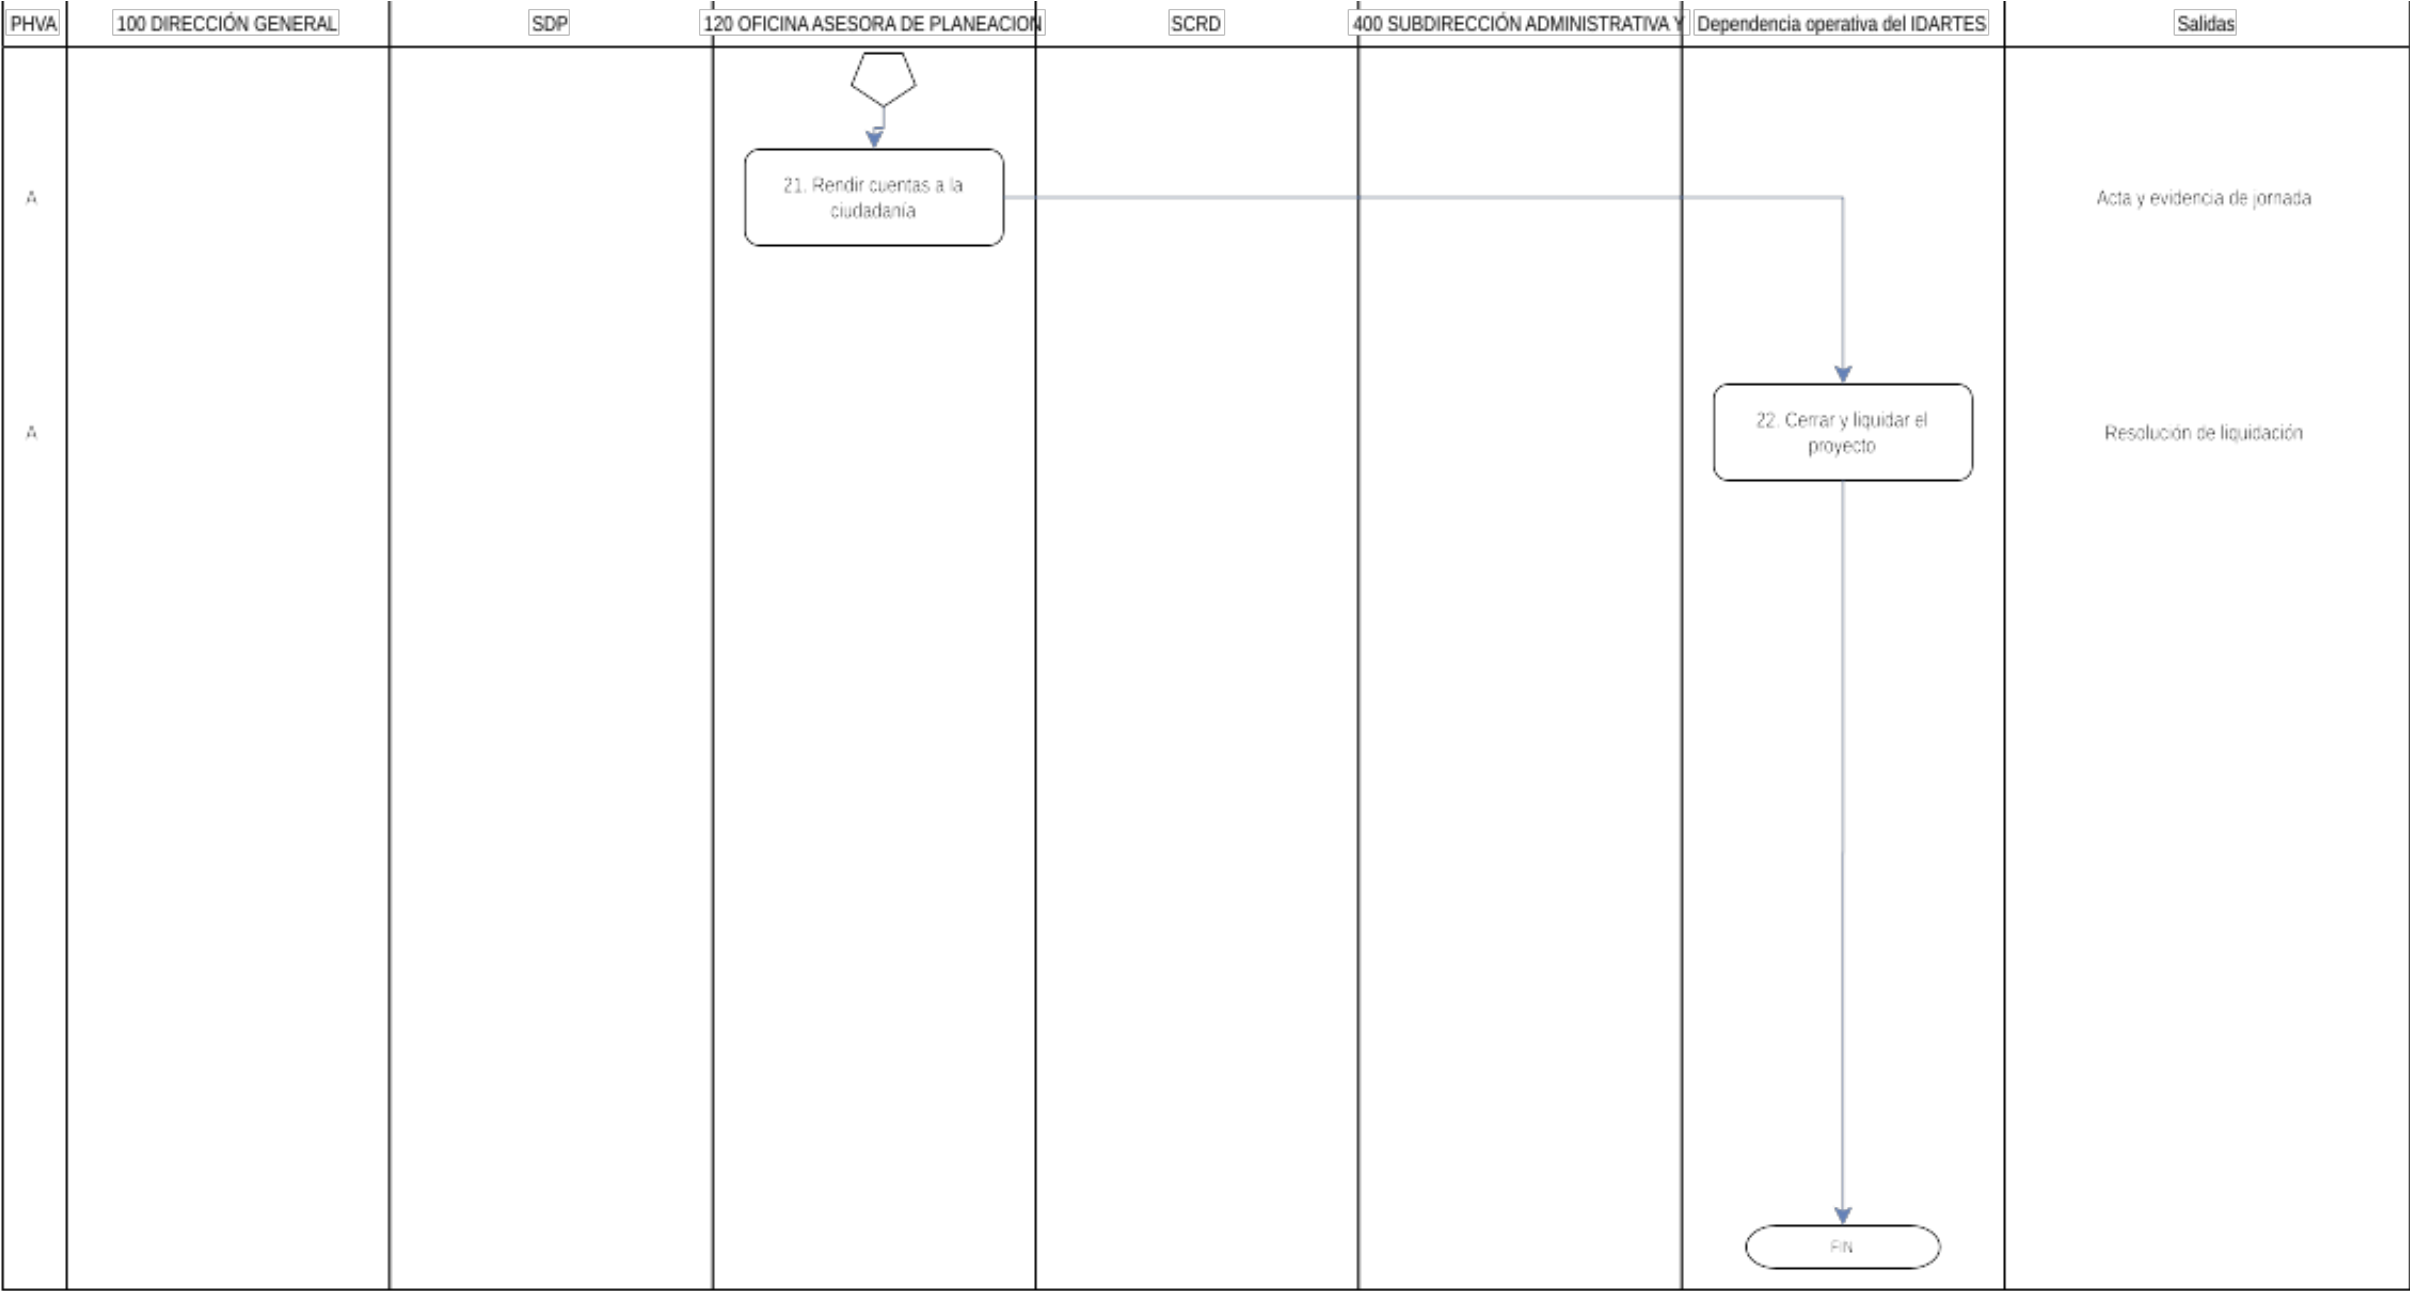 PHVA
100 DIRECCIÓN GENERAL
SDP
120 OFICINA ASESORA DE PLANEACION
SCRD
400 SUBDIRECCIÓN ADMINISTRATIVA Y
Dependencia operativa del IDARTES
Salidas
A
21. Rendir cuentas a la
ciudadanía
Acta y evidencia de jornada
A
22. Cerrar y liquidar el
proyecto
Resolución de liquidación
FIN